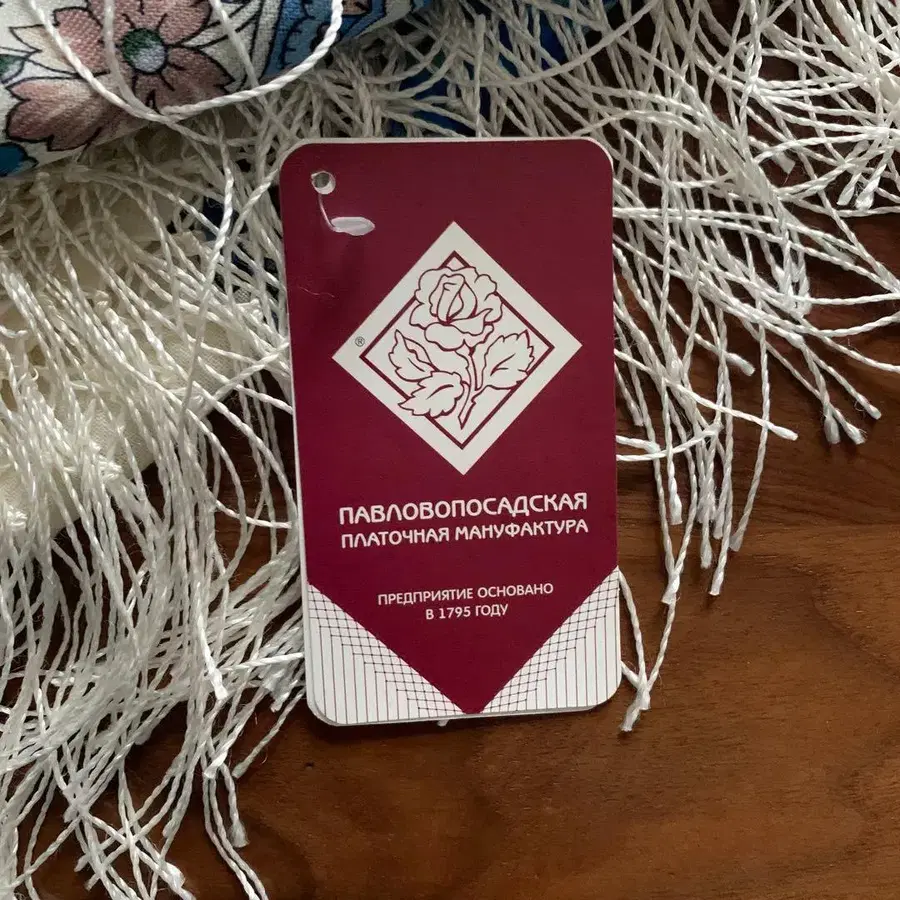 ®
ПАВЛОВОПОСАДСКАЯ
ПЛАТОЧНАЯ МАНУФАКТУРА
ПРЕДПРИЯТИЕ ОСНОВАНО
В 1795 ГОДУ